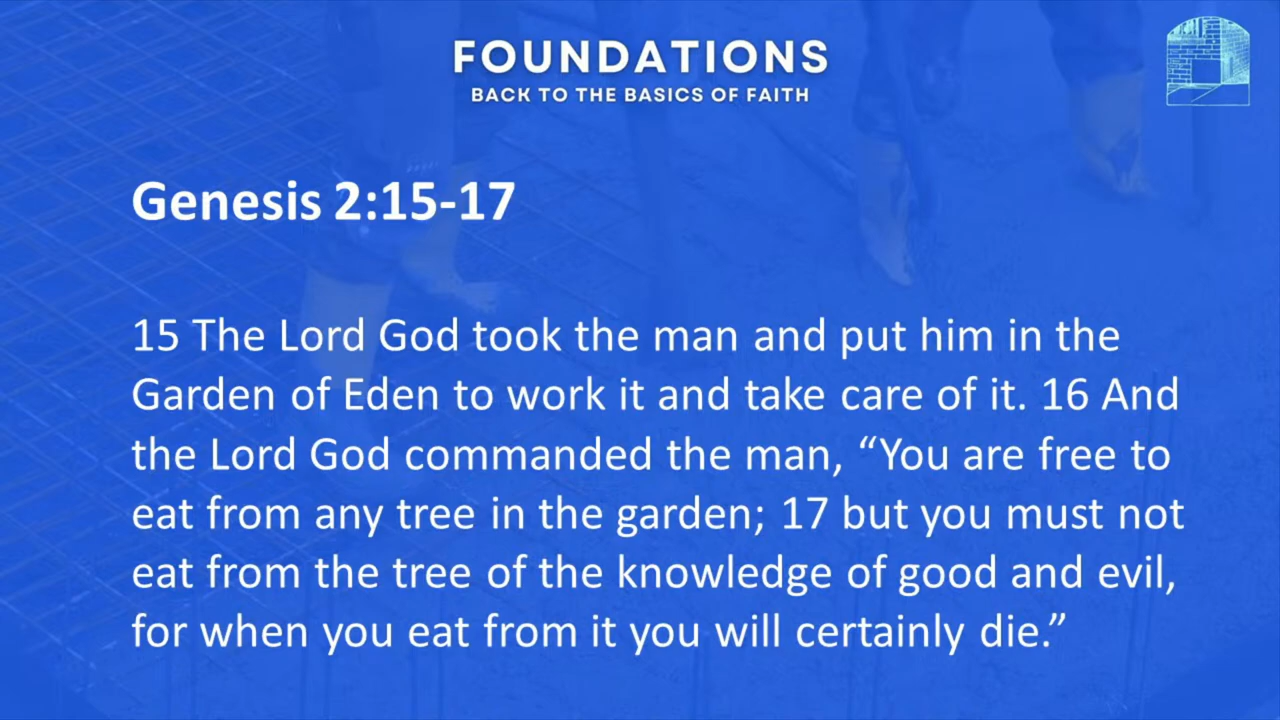 FOUNDATIONS
BACK TO THE BASICS OF FAITH
Genesis 2:15-17
15 The Lord God took the man and put him in the
Garden of Eden to work it and take care of it. 16 And
the Lord God commanded the man, “You are free to
eat from any tree in the garden; 17 but you must not
eat from the tree of the knowledge of good and evil,
for when you eat from it you will certainly die.”